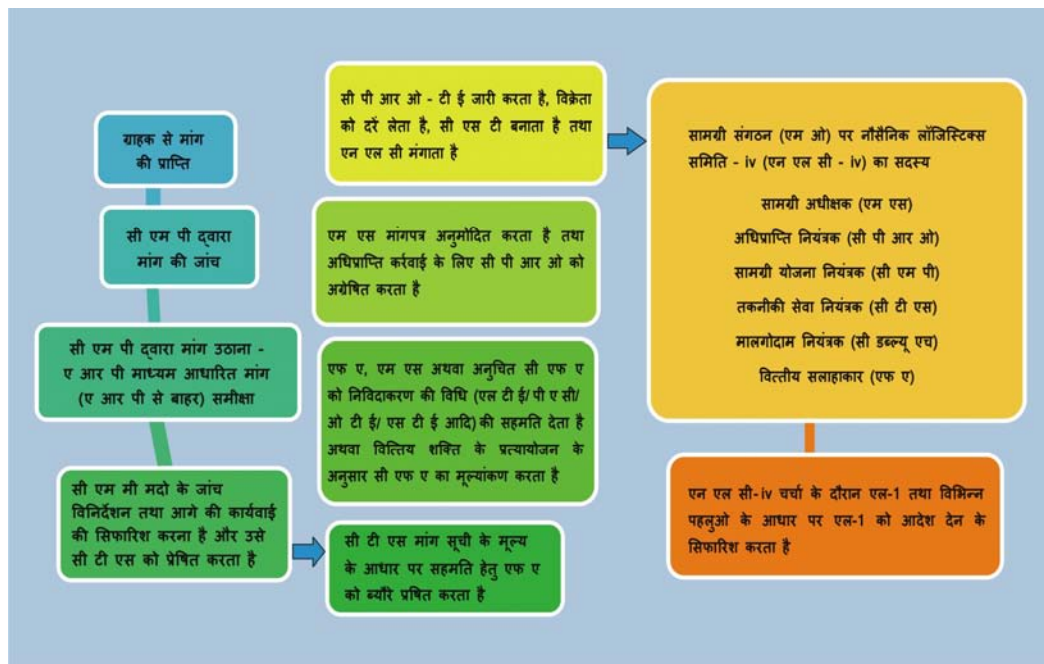 ग्राहक से मांग
की प्राप्ति
सी एम पी द्वारा
मांग की जांच
सी एम पी द्वारा मांग उठाना -
ए आर पी माध्यम आधारित मांग
(ए आर पी से बाहर) समीक्षा
सी एम मी मदो के जांच
विनिर्देशन तथा आगे की कार्यवाई
की सिफारिश करना है और उसे
सी टी एस को प्रेषित करता है
सी टी एस मांग सूची के मूल्य
के आधार पर सहमति हेतु एफ ए
को ब्यौरे प्रषित करता है
एफ ए, एम एस अथवा अनुचित सी एफ ए
को निविदाकरण की विधि (एल टी ई/ पी ए सी/
ओ टी ई/ एस टी ई आदि) की सहमति देता है
अथवा वित्तिय शक्ति के प्रत्यायोजन के
अनुसार सी एफ ए का मूल्यांकण करता है
एम एस मांगपत्र अनुमोदित करता है तथा
अधिप्राप्ति कर्रवाई के लिए सी पी आर ओ को
अग्रेषित करता है
सी पी आर ओ - टी ई जारी करता है, विक्रेता
को दरें लेता है, सी एस टी बनाता है तथा
एन एल सी मंगाता है
सामग्री संगठन (एम ओ) पर नौसैनिक लॉजिस्टिक्स
समिति - iv (एन एल सी - iv) का सदस्य
सामग्री अधीक्षक (एम एस)
अधिप्राप्ति नियंत्रक (सी पी आर ओ)
सामग्री योजना नियंत्रक (सी एम पी)
तकनीकी सेवा नियंत्रक (सी टी एस)
मालगोदाम नियंत्रक (सी डब्ल्यू एच)
वित्तीय सलाहाकार (एफ ए)
एन एल सी-iv चर्चा के दौरान एल-1 तथा विभिन्न
पहलुओ के आधार पर एल-1 को आदेश देन के
सिफारिश करता है